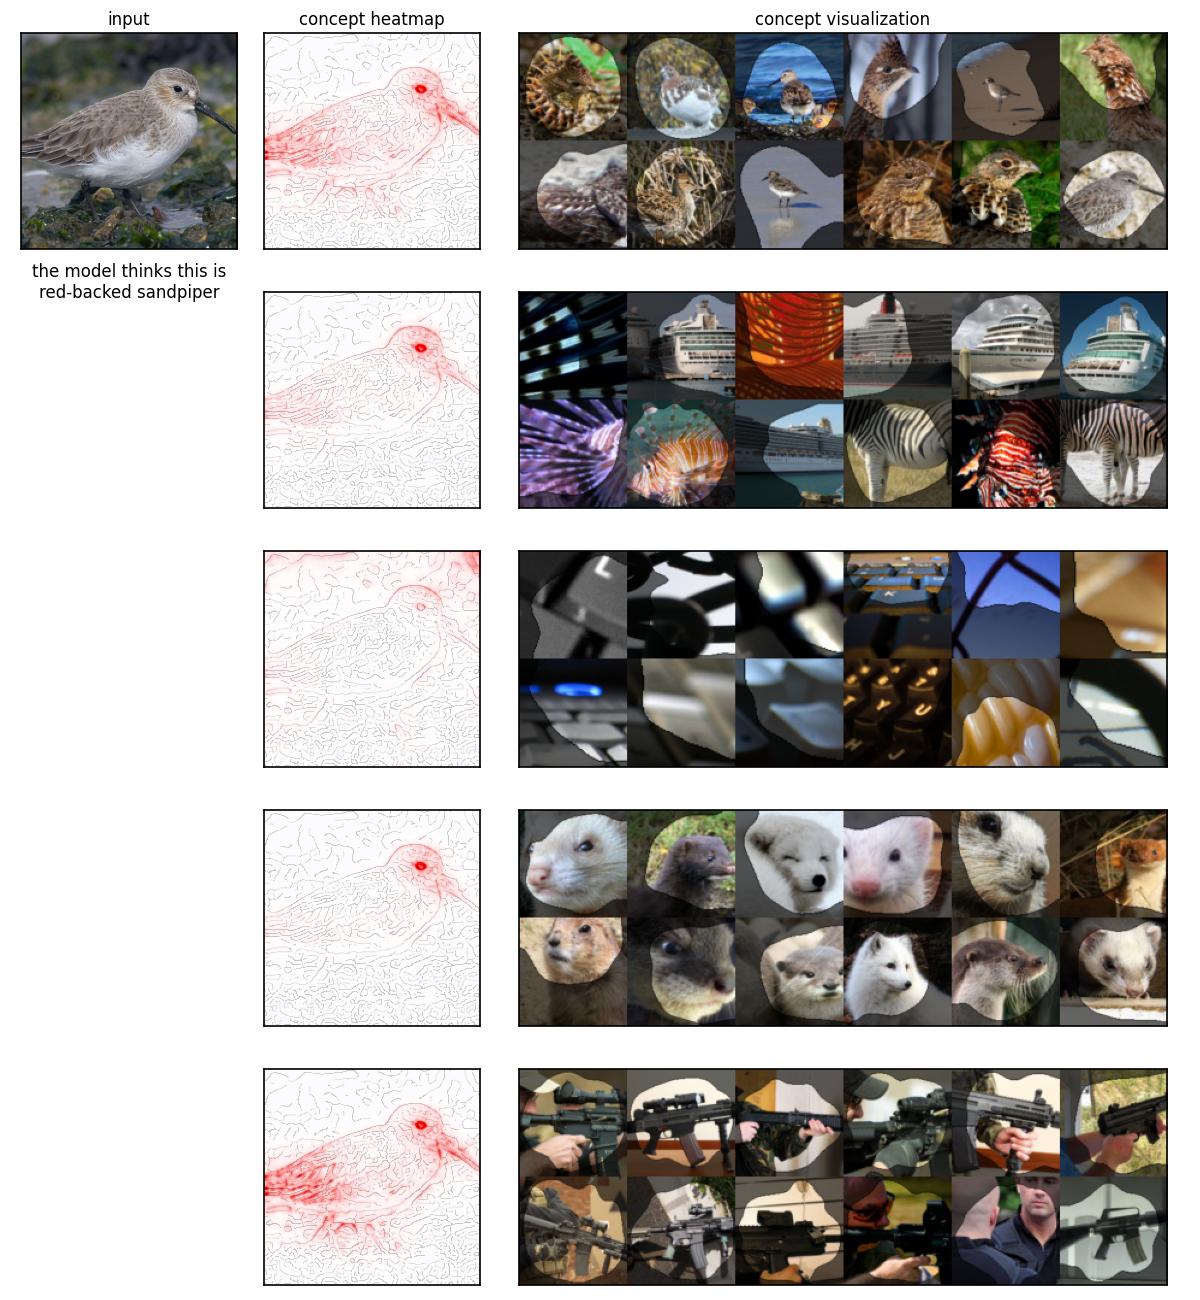 input
concept heatmap
concept visualization
the model thinks this is
red-backed sandpiper
L
K
Y U
H J